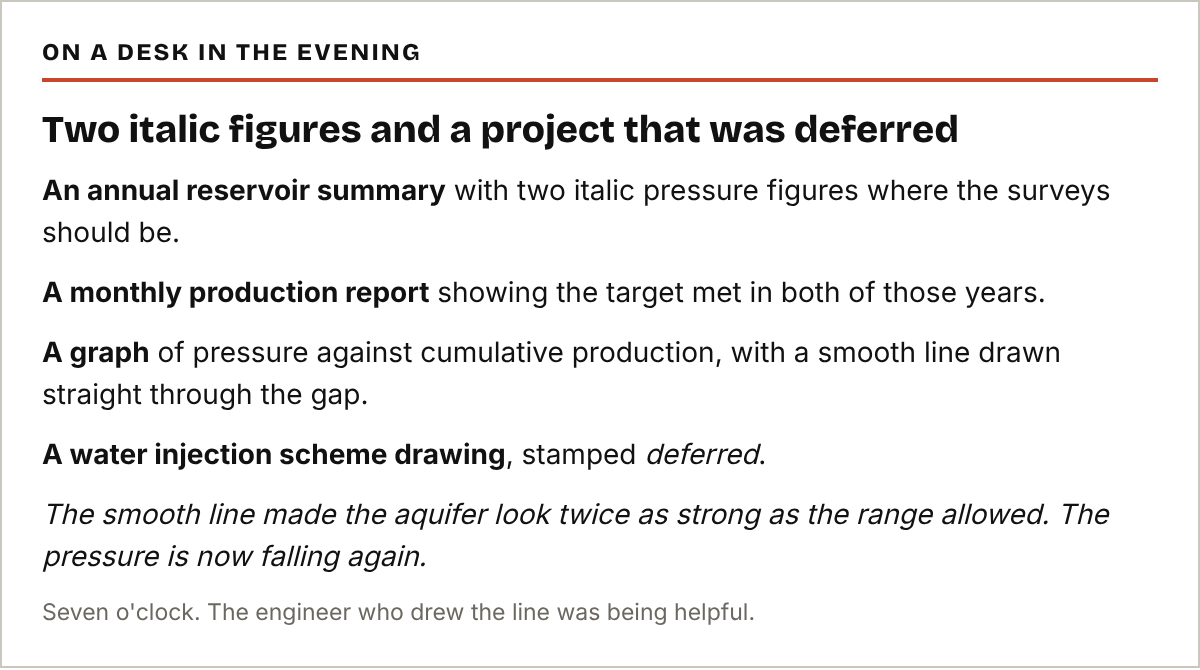 ON A DESK IN THE EVENING
Two italic figures and a project that was deferred
An annual reservoir summary with two italic pressure figures where the surveys
should be.
A monthly production report showing the target met in both of those years.
A graph of pressure against cumulative production, with a smooth line drawn
straight through the gap.
A water injection scheme drawing, stamped deferred.
The smooth line made the aquifer look twice as strong as the range allowed. The
pressure is now falling again.
Seven o'clock. The engineer who drew the line was being helpful.